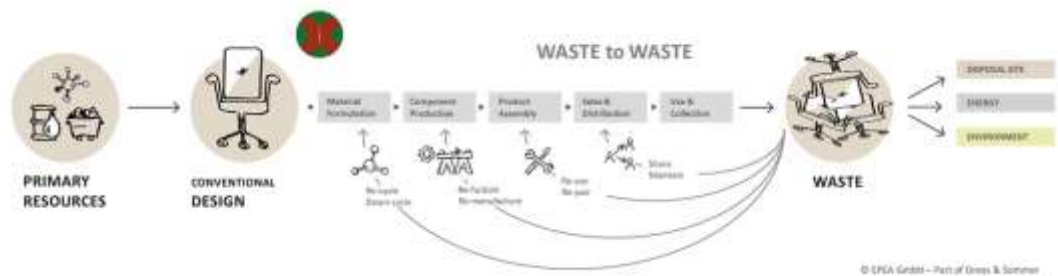 WASTE to WASTE
Material
Formulation
Component
Production
Product
Assembly
Sales &
Distribution
Use &
Collection
DISPOSAL SITE
ENERGY
ENVIRONMENT
PRIMARY
RESOURCES
CONVENTIONAL
DESIGN
Re-cycle
Down cycle
Re-furbish
Re-manufacture
Re-use
Re-pair
Share
Maintain
WASTE
© EPEA GmbH – Part of Drees & Sommer